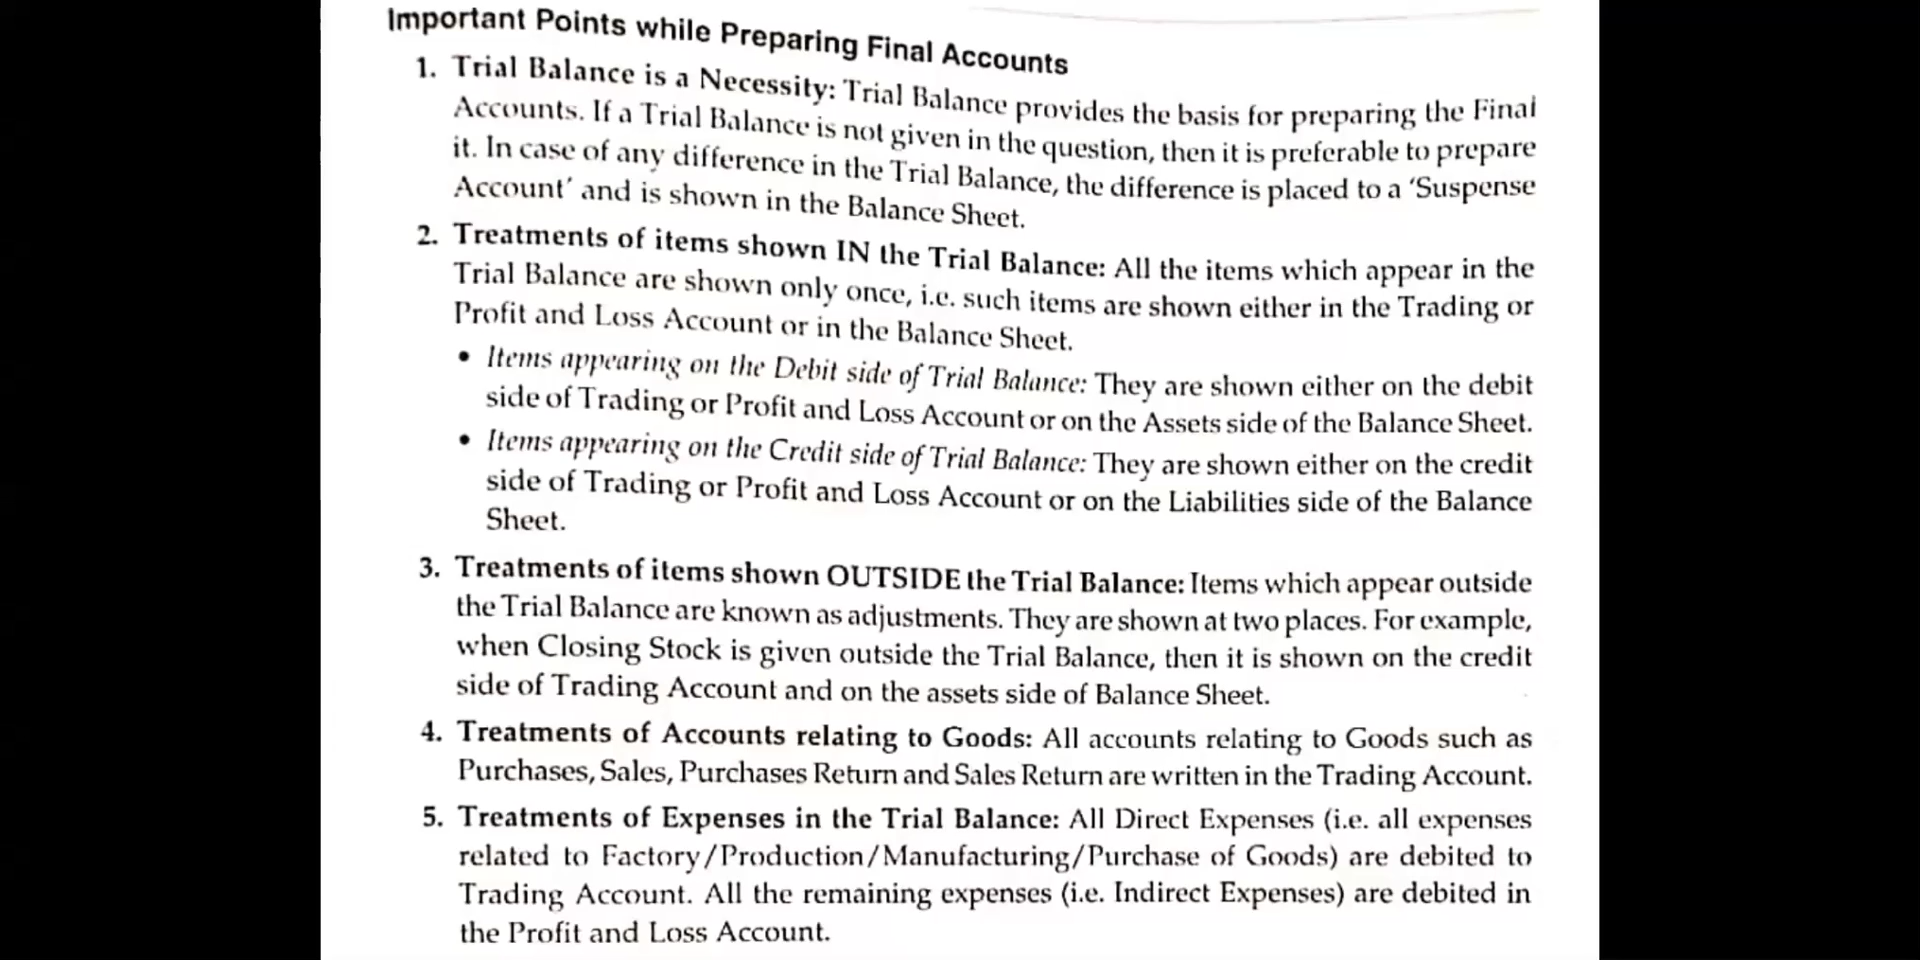 Important Points while Preparing Final Accounts
1. Trial Balance is a Necessity: Trial Balance provides the basis for preparing the Final
Accounts. If a Trial Balance is not given in the question, then it is preferable to prepare
it. In case of any difference in the Trial Balance, the difference is placed to a ‘Suspense
Account’ and is shown in the Balance Sheet.
2. Treatments of items shown IN the Trial Balance: All the items which appear in the
Trial Balance are shown only once, i.e. such items are shown either in the Trading or
Profit and Loss Account or in the Balance Sheet.
• Items appearing on the Debit side of Trial Balance: They are shown either on the debit
side of Trading or Profit and Loss Account or on the Assets side of the Balance Sheet.
• Items appearing on the Credit side of Trial Balance: They are shown either on the credit
side of Trading or Profit and Loss Account or on the Liabilities side of the Balance
Sheet.
3. Treatments of items shown OUTSIDE the Trial Balance: Items which appear outside
the Trial Balance are known as adjustments. They are shown at two places. For example,
when Closing Stock is given outside the Trial Balance, then it is shown on the credit
side of Trading Account and on the assets side of Balance Sheet.
4. Treatments of Accounts relating to Goods: All accounts relating to Goods such as
Purchases, Sales, Purchases Return and Sales Return are written in the Trading Account.
5. Treatments of Expenses in the Trial Balance: All Direct Expenses (i.e. all expenses
related to Factory/Production/Manufacturing/Purchase of Goods) are debited to
Trading Account. All the remaining expenses (i.e. Indirect Expenses) are debited in
the Profit and Loss Account.